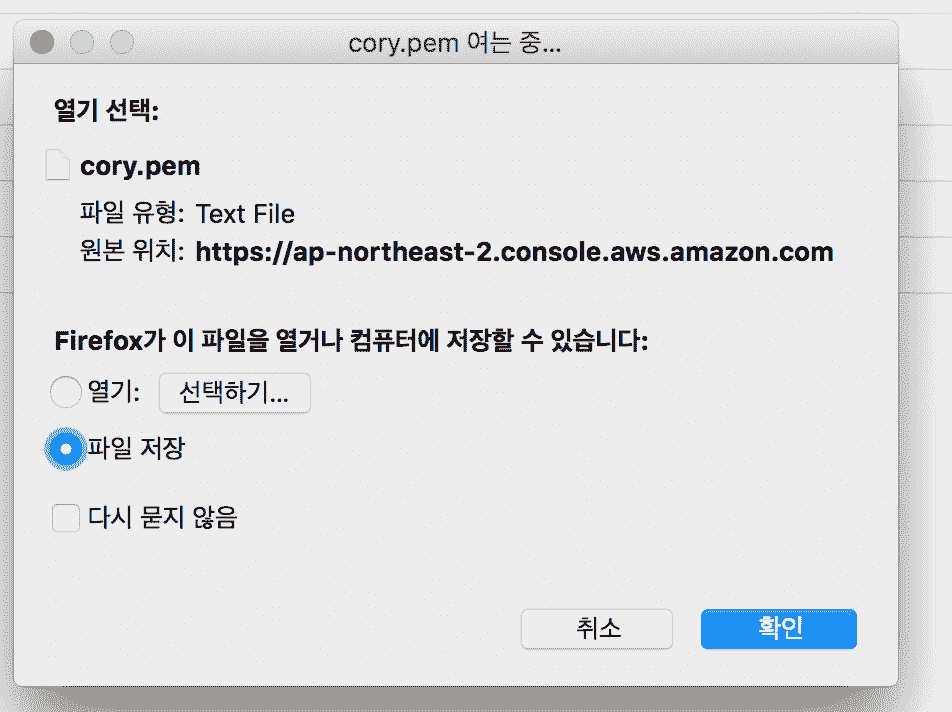 cory.pem 여는 중...
열기 선택:
cory.pem
파일 유형: Text File
원본 위치: https://ap-northeast-2.console.aws.amazon.com
Firefox가 이 파일을 열거나 컴퓨터에 저장할 수 있습니다:
열기: 선택하기...
파일 저장
다시 묻지 않음
취소 확인